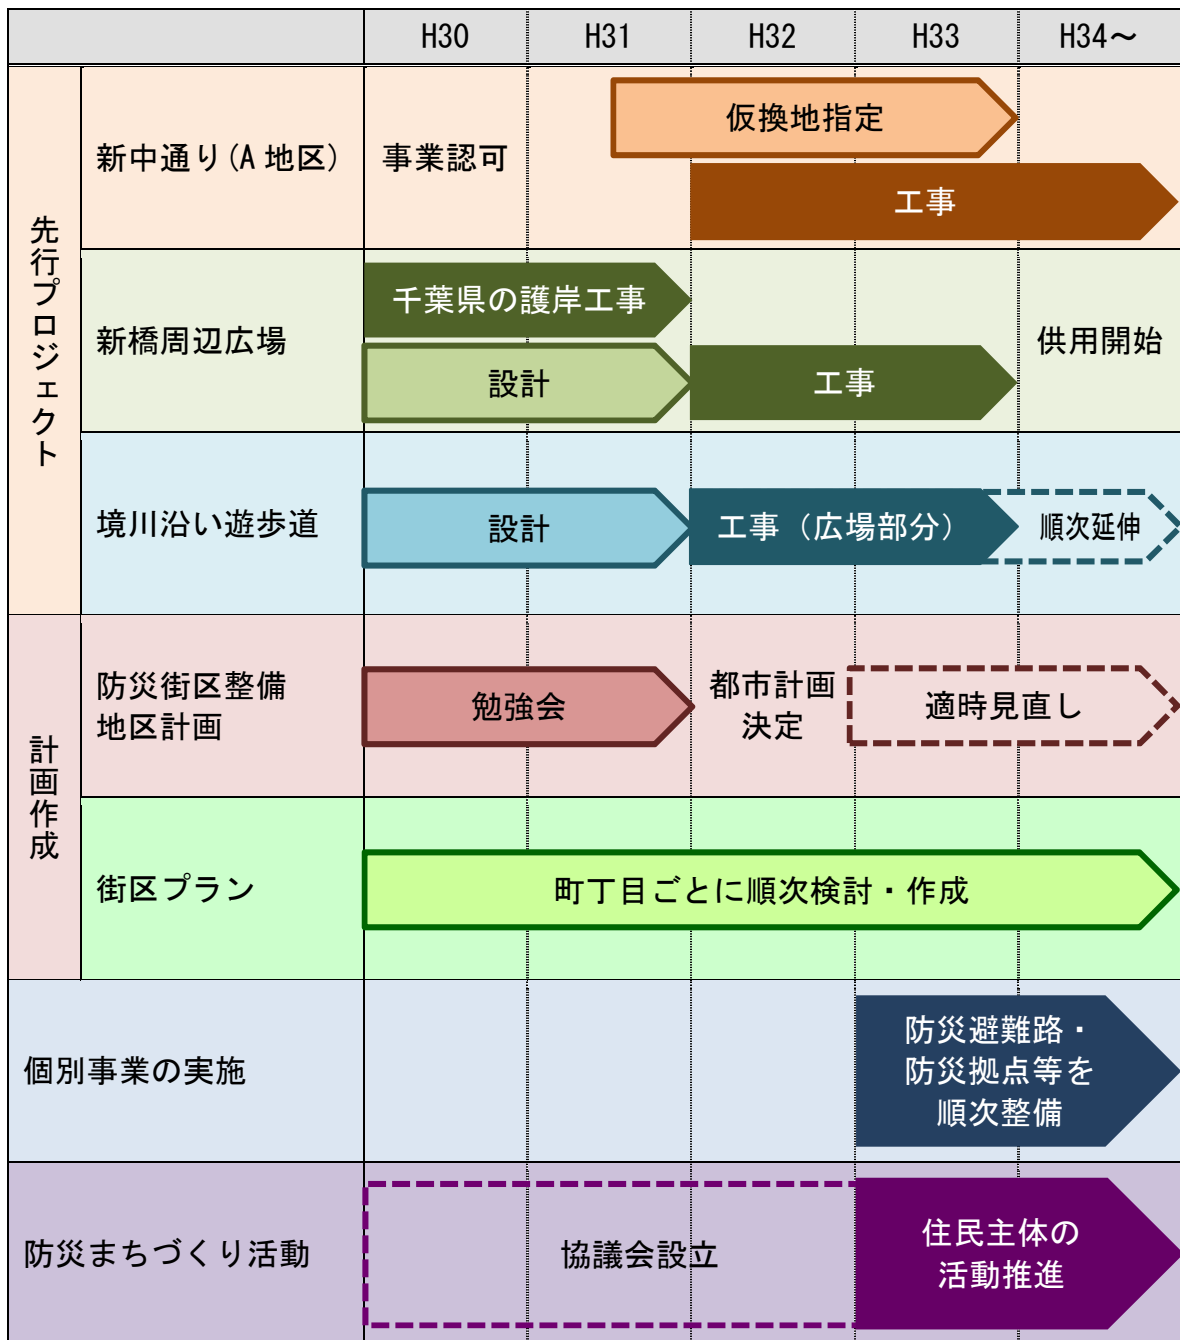 H30 H31 H32 H33 H34～
先行プロジェクト
新中通り(A 地区)
事業認可
仮換地指定
工事
新橋周辺広場
千葉県の護岸工事
設計
工事
供用開始
境川沿い遊歩道
設計
工事（広場部分）
順次延伸
計画作成
防災街区整備
地区計画
勉強会
都市計画
決定
適時見直し
街区プラン
町丁目ごとに順次検討・作成
個別事業の実施
防災避難路・
防災拠点等を
順次整備
防災まちづくり活動
協議会設立
住民主体の
活動推進